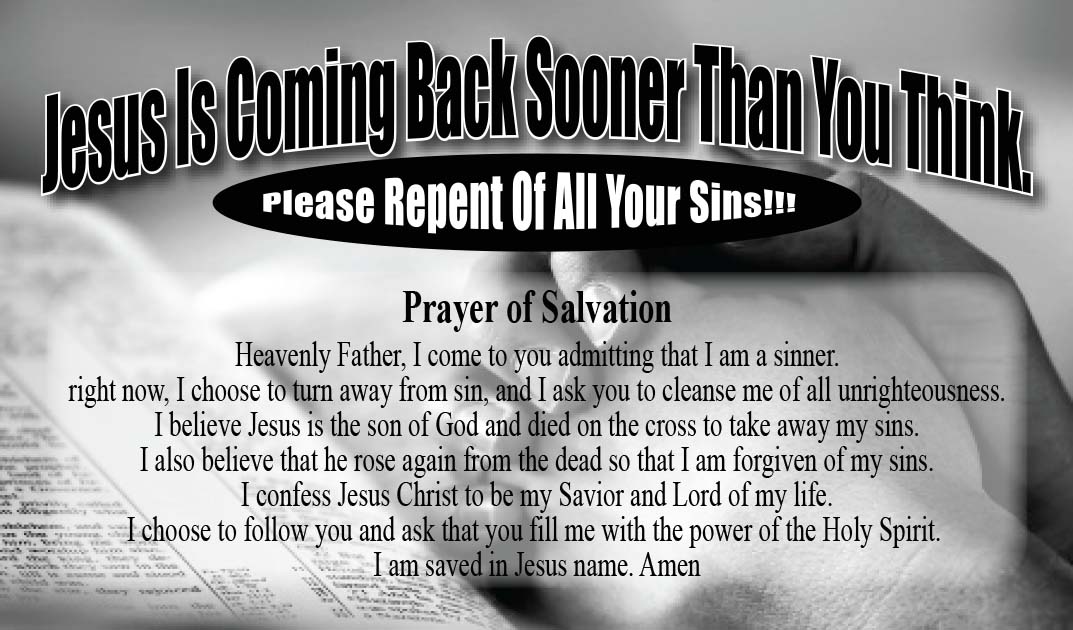 Jesus Is Coming Back Sooner Than You Think.
Please Repent Of All Your Sins!!!
Prayer of Salvation
Heavenly Father, I come to you admitting that I am a sinner.
right now, I choose to turn away from sin, and I ask you to cleanse me of all unrighteousness.
I believe Jesus is the son of God and died on the cross to take away my sins.
I also believe that he rose again from the dead so that I am forgiven of my sins.
I confess Jesus Christ to be my Savior and Lord of my life.
I choose to follow you and ask that you fill me with the power of the Holy Spirit.
I am saved in Jesus name. Amen